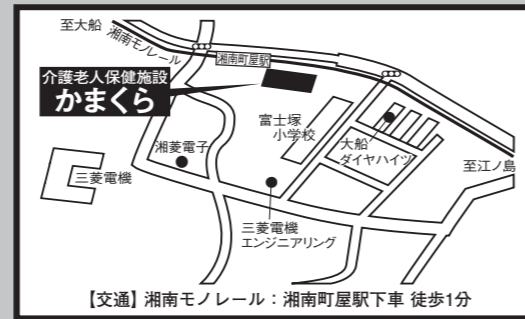 至大船
湘南モノレール
湘南町屋駅
介護老人保健施設
かまくら
富士塚
小学校
大船
ダイヤハイツ
湘菱電子
至江ノ島
三菱電機
三菱電機
エンジニアリング
【交通】湘南モノレール:湘南町屋駅下車 徒歩1分